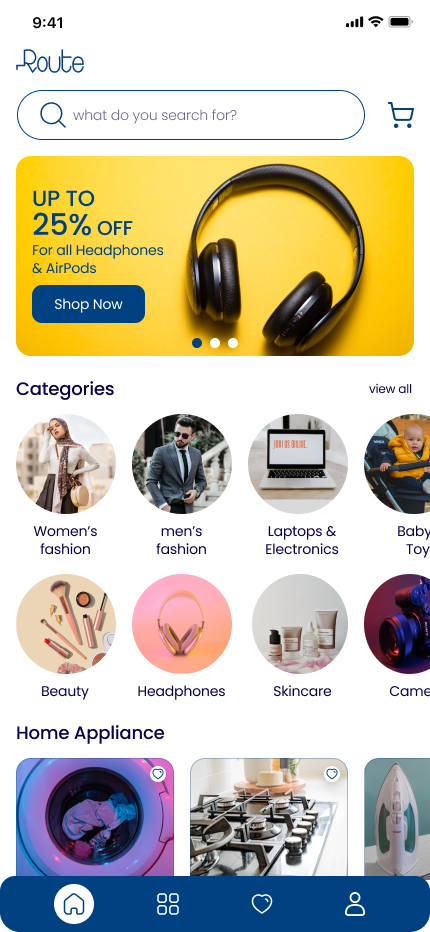 9:41
Route
what do you search for?
UP TO
25% OFF
For all Headphones
& AirPods
Shop Now
Categories
view all
Women's
fashion
men's
fashion
Laptops &
Electronics
Baby
Toy
Beauty
Headphones
Skincare
Came
Home Appliance